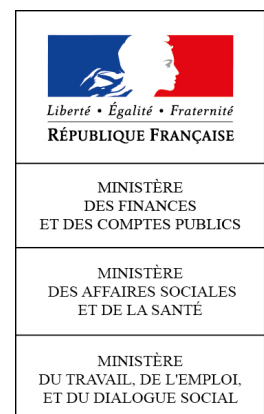 Liberté • Égalité • Fraternité
RÉPUBLIQUE FRANÇAISE
MINISTÈRE
DES FINANCES
ET DES COMPTES PUBLICS
MINISTÈRE
DES AFFAIRES SOCIALES
ET DE LA SANTÉ
MINISTÈRE
DU TRAVAIL, DE L'EMPLOI,
ET DU DIALOGUE SOCIAL